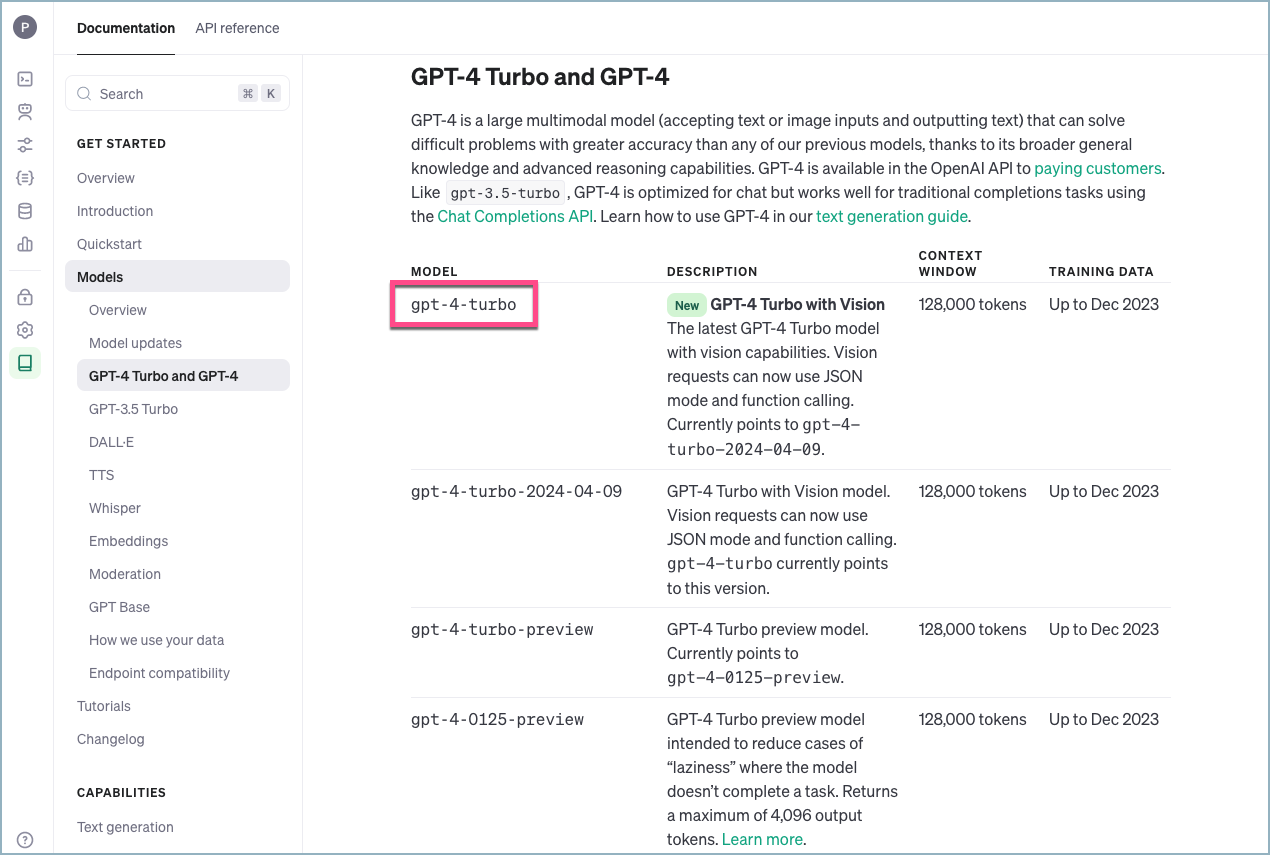 P
Documentation
API reference
Search
⌘ K
GET STARTED
Overview
Introduction
Quickstart
Models
Overview
Model updates
GPT-4 Turbo and GPT-4
GPT-3.5 Turbo
DALL·E
TTS
Whisper
Embeddings
Moderation
GPT Base
How we use your data
Endpoint compatibility
Tutorials
Changelog
CAPABILITIES
Text generation
GPT-4 Turbo and GPT-4
GPT-4 is a large multimodal model (accepting text or image inputs and outputting text) that can solve
difficult problems with greater accuracy than any of our previous models, thanks to its broader general
knowledge and advanced reasoning capabilities. GPT-4 is available in the OpenAI API to paying customers.
Like gpt-3.5-turbo, GPT-4 is optimized for chat but works well for traditional completions tasks using
the Chat Completions API. Learn how to use GPT-4 in our text generation guide.
MODEL
DESCRIPTION
CONTEXT
WINDOW
TRAINING DATA
gpt-4-turbo
New GPT-4 Turbo with Vision
The latest GPT-4 Turbo model
with vision capabilities. Vision
requests can now use JSON
mode and function calling.
Currently points to gpt-4-
turbo-2024-04-09.
128,000 tokens
Up to Dec 2023
gpt-4-turbo-2024-04-09
GPT-4 Turbo with Vision model.
Vision requests can now use
JSON mode and function calling.
gpt-4-turbo currently points
to this version.
128,000 tokens
Up to Dec 2023
gpt-4-turbo-preview
GPT-4 Turbo preview model.
Currently points to
gpt-4-0125-preview.
128,000 tokens
Up to Dec 2023
gpt-4-0125-preview
GPT-4 Turbo preview model
intended to reduce cases of
“laziness” where the model
doesn’t complete a task. Returns
a maximum of 4,096 output
tokens. Learn more.
128,000 tokens
Up to Dec 2023